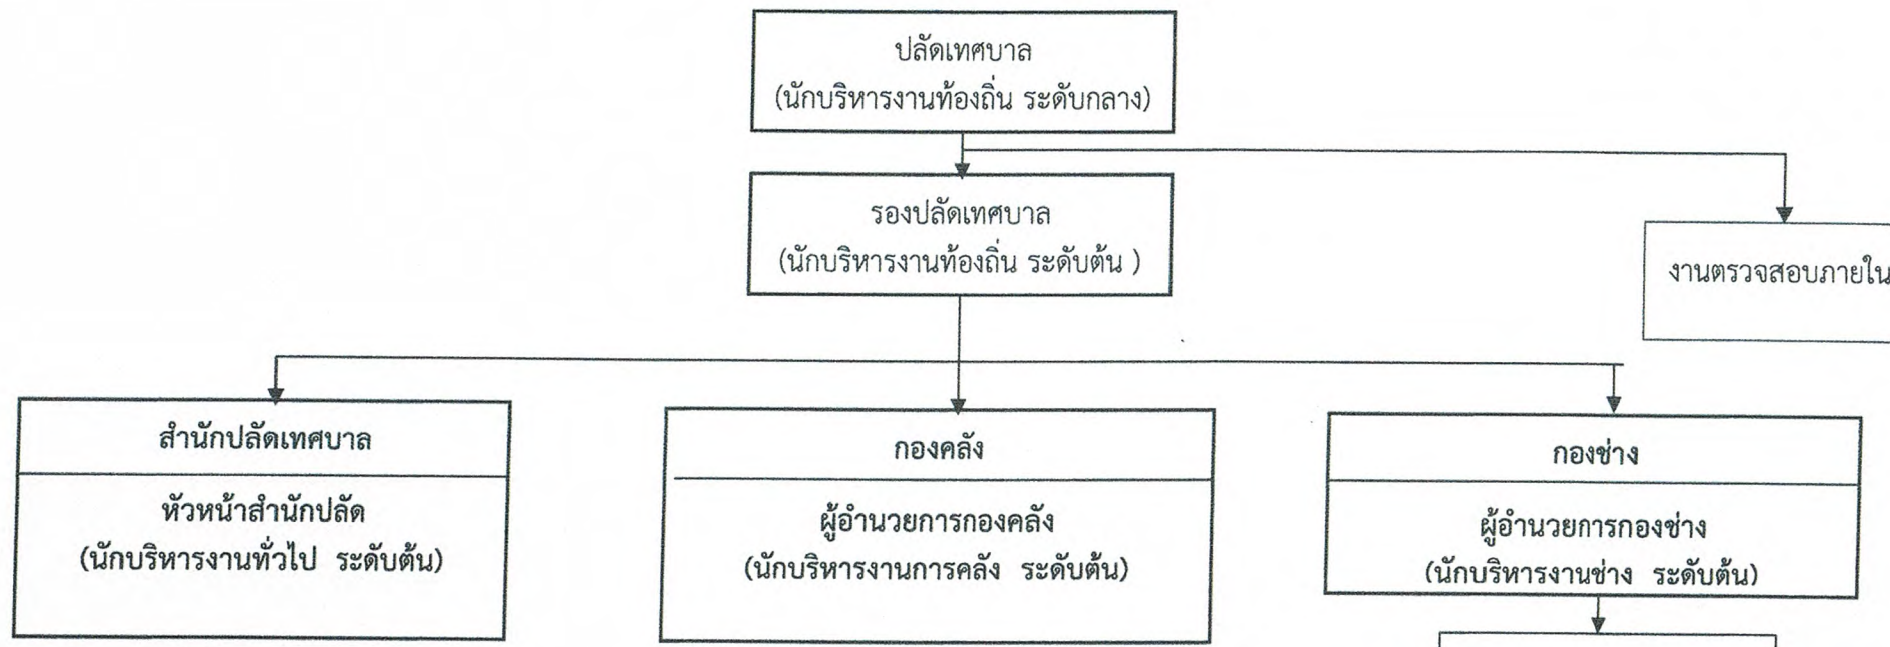 ปลัดเทศบาล
(นักบริหารงานท้องถิ่น ระดับกลาง)
รองปลัดเทศบาล
(นักบริหารงานท้องถิ่น ระดับต้น )
งานตรวจสอบภายใน
สำนักปลัดเทศบาล
หัวหน้าสำนักปลัด
(นักบริหารงานทั่วไป ระดับต้น)
กองคลัง
ผู้อำนวยการกองคลัง
(นักบริหารงานการคลัง ระดับต้น)
กองช่าง
ผู้อำนวยการกองช่าง
(นักบริหารงานช่าง ระดับต้น)